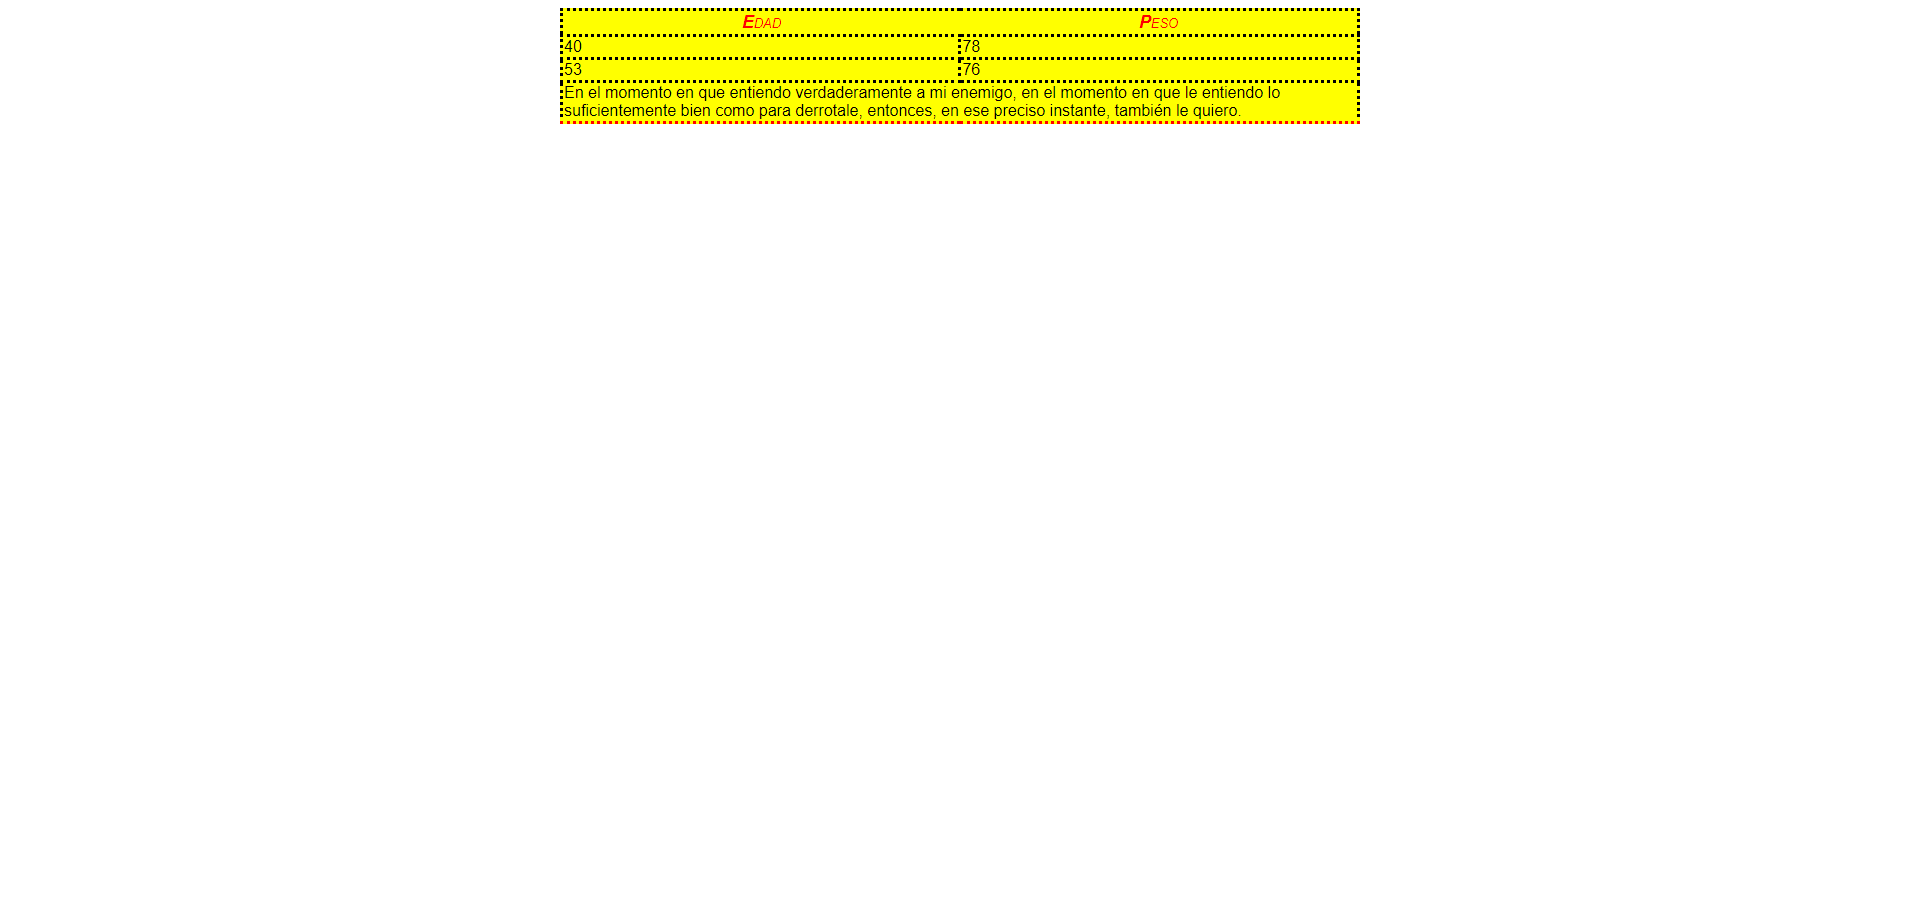 EDAD PESO
40 78
53 76
En el momento en que entiendo verdaderamente a mi enemigo, en el momento en que le entiendo lo
suficientemente bien como para derrotale, entonces, en ese preciso instante, también le quiero.